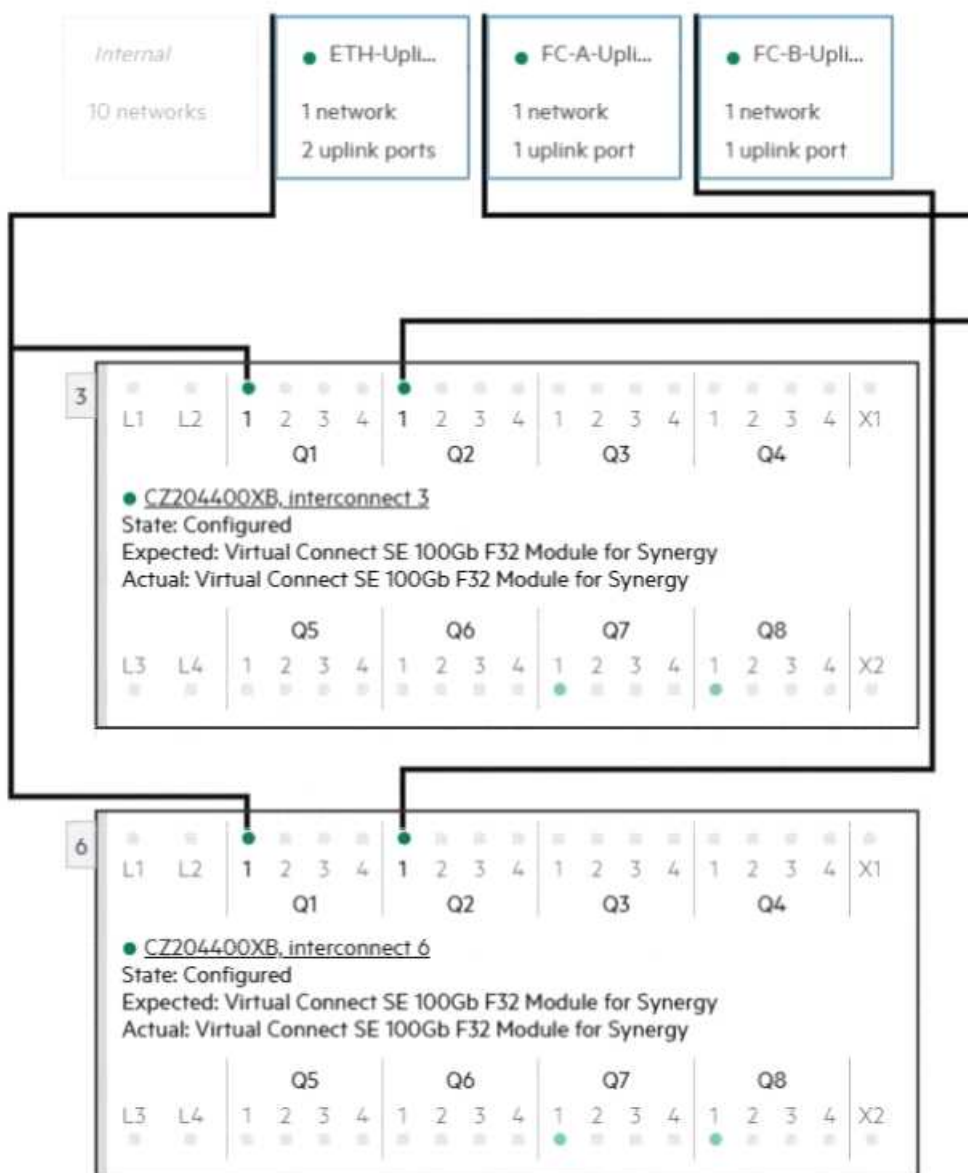 Internal ETH-Upli... FC-A-Upli... FC-B-Upli...
10 networks 1 network 1 network 1 network
2 uplink ports 1 uplink port 1 uplink port
3
L1 L2 1 2 3 4 1 2 3 4 1 2 3 4 1 2 3 4 X1
Q1 Q2 Q3 Q4
CZ204400XB, interconnect 3
State: Configured
Expected: Virtual Connect SE 100Gb F32 Module for Synergy
Actual: Virtual Connect SE 100Gb F32 Module for Synergy
Q5 Q6 Q7 Q8
L3 L4 1 2 3 4 1 2 3 4 1 2 3 4 1 2 3 4 X2
6
L1 L2 1 2 3 4 1 2 3 4 1 2 3 4 1 2 3 4 X1
Q1 Q2 Q3 Q4
CZ204400XB, interconnect 6
State: Configured
Expected: Virtual Connect SE 100Gb F32 Module for Synergy
Actual: Virtual Connect SE 100Gb F32 Module for Synergy
Q5 Q6 Q7 Q8
L3 L4 1 2 3 4 1 2 3 4 1 2 3 4 1 2 3 4 X2